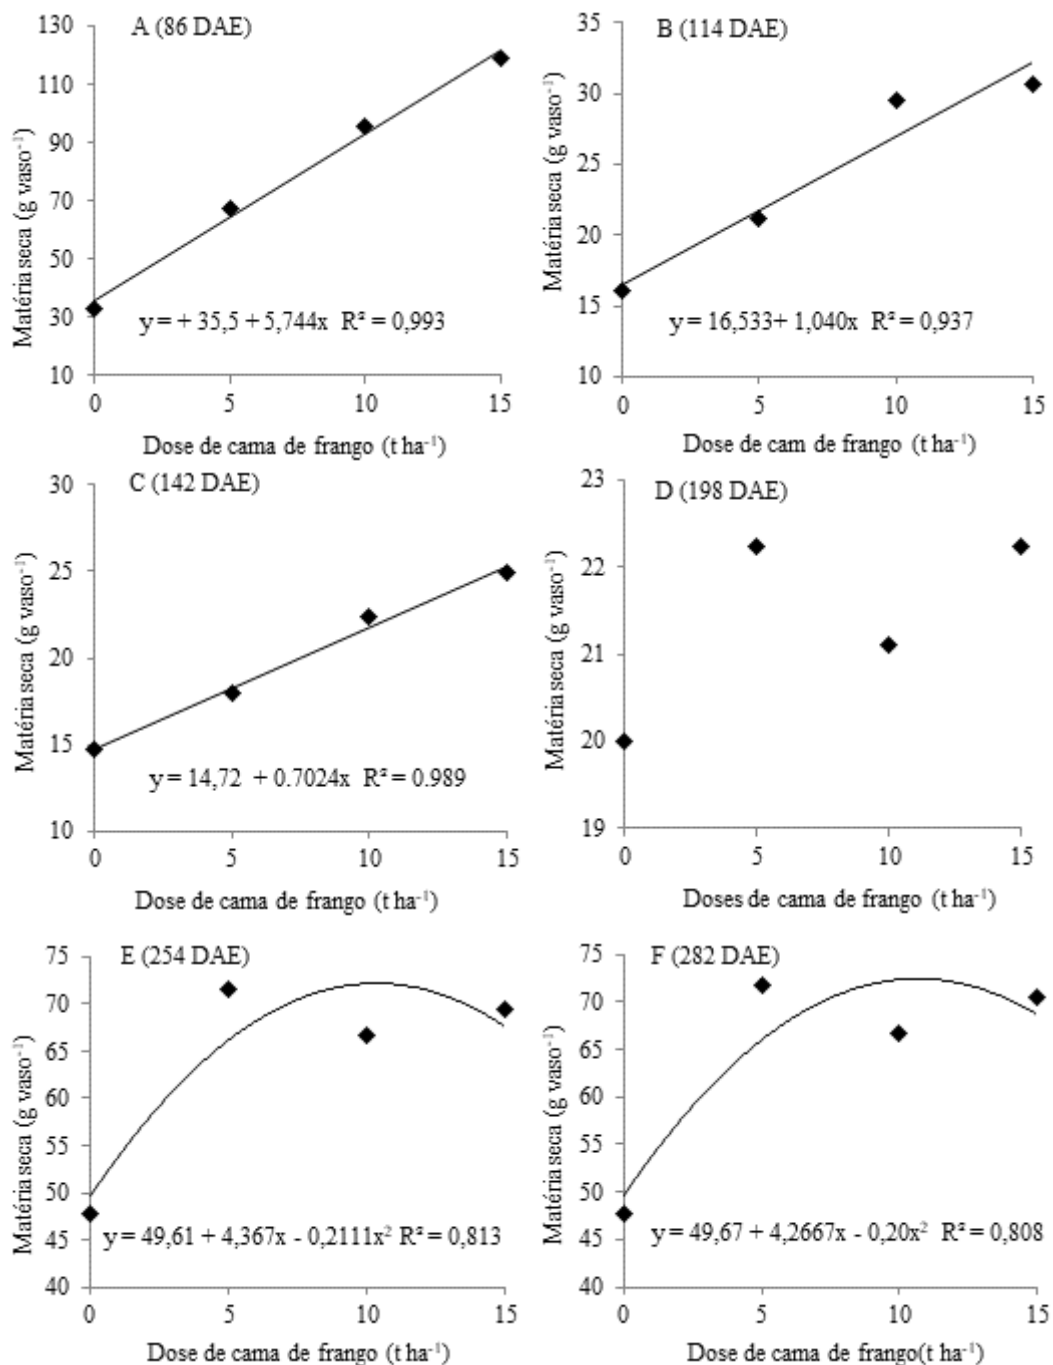 A (86 DAE)
Matéria seca (g vaso⁻¹)
130
110
90
70
50
30
10
y = + 35,5 + 5,744x R² = 0,993
0 5 10 15
Dose de cama de frango (t ha⁻¹)
B (114 DAE)
Matéria seca (g vaso⁻¹)
35
30
25
20
15
10
y = 16,533+ 1,040x R² = 0,937
0 5 10 15
Dose de cam de frango (t ha⁻¹)
C (142 DAE)
Matéria seca (g vaso⁻¹)
30
25
20
15
10
y = 14,72 + 0.7024x R² = 0.989
0 5 10 15
Dose de cama de frango (t ha⁻¹)
D (198 DAE)
Matéria seca (g vaso⁻¹)
23
22
21
20
19
0 5 10 15
Doses de cama de frango (t ha⁻¹)
E (254 DAE)
Matéria seca (g vaso⁻¹)
75
70
65
60
55
50
45
40
y = 49,61 + 4,367x - 0,2111x² R² = 0,813
0 5 10 15
Dose de cama de frango (t ha⁻¹)
F (282 DAE)
Matéria seca (g vaso⁻¹)
75
70
65
60
55
50
45
40
y = 49,67 + 4,2667x - 0,20x² R² = 0,808
0 5 10 15
Dose de cama de frango(t ha⁻¹)